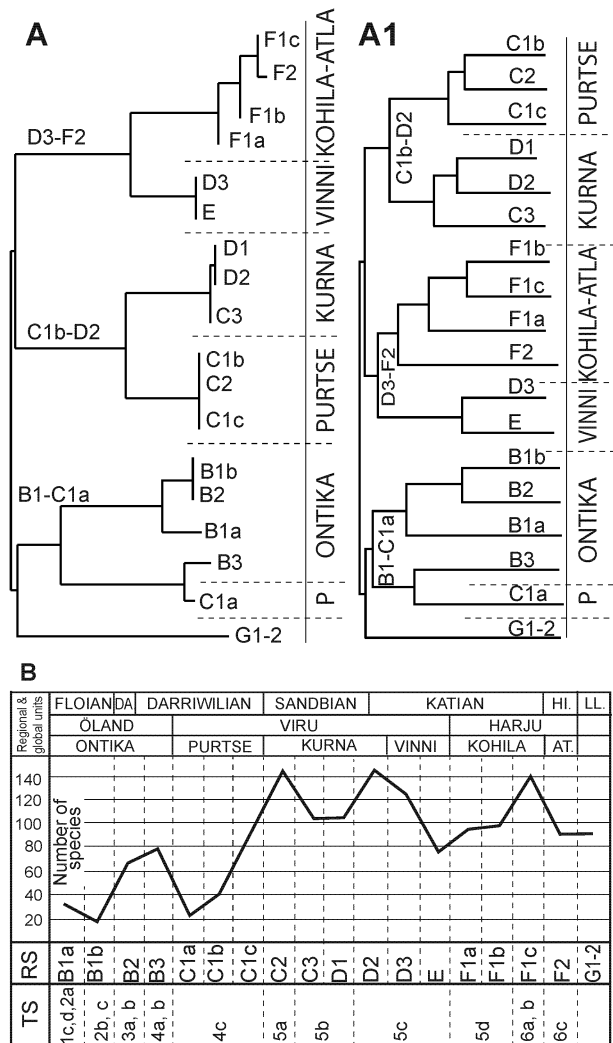 A
F1c
F2
F1b
F1a
D3-F2
D3
E
D1
D2
C3
C1b-D2
C1b
C2
C1c
B1b
B2
B1-C1a
B1a
B3
C1a
G1-2
KOHILA-ATLA
VINNI
KURNA
PURTSE
ONTIKA
P
A1
C1b
C2
C1c
C1b-D2
D1
D2
C3
F1b
F1c
F1a
F2
D3-F2
D3
E
B1b
B2
B1a
B1-C1a
B3
C1a
G1-2
PURTSE
KURNA
KOHILA-ATLA
VINNI
ONTIKA
P
B
Regional &
global units
FLOIAN DA. DARRIWILIAN SANDBIAN KATIAN HI. LL.
ÖLAND VIRU HARJU
ONTIKA PURTSE KURNA VINNI KOHILA AT.
Number of
species
140
120
100
80
60
40
20
RS B1a B1b B2 B3 C1a C1b C1c C2 C3 D1 D2 D3 E F1a F1b F1c F2 G1-2
TS 1c,d,2a 2b, c 3a, b 4a, b 4c 5a 5b 5c 5d 6a, b 6c